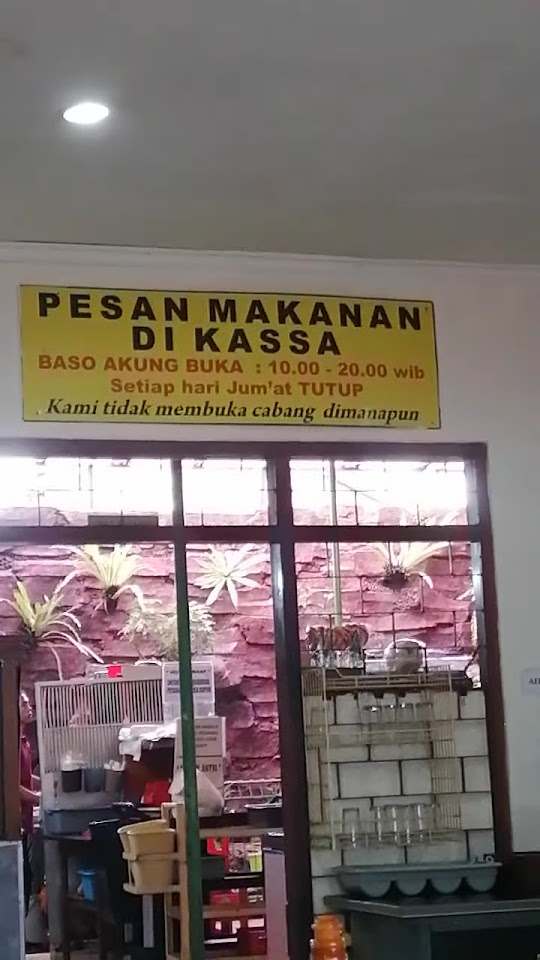 PESAN MAKANAN
DI KASSA
BASO AKUNG BUKA : 10.00 - 20.00 wib
Setiap hari Jum'at TUTUP
Kami tidak membuka cabang dimanapun